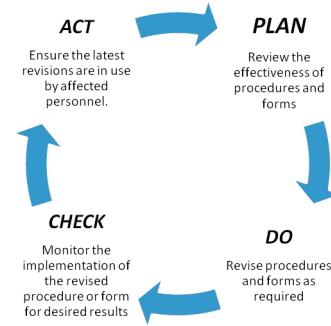 ACT
Ensure the latest
revisions are in use
by affected
personnel.
PLAN
Review the
effectiveness of
procedures and
forms
DO
Revise procedures
and forms as
required
CHECK
Monitor the
implementation of
the revised
procedure or form
for desired results